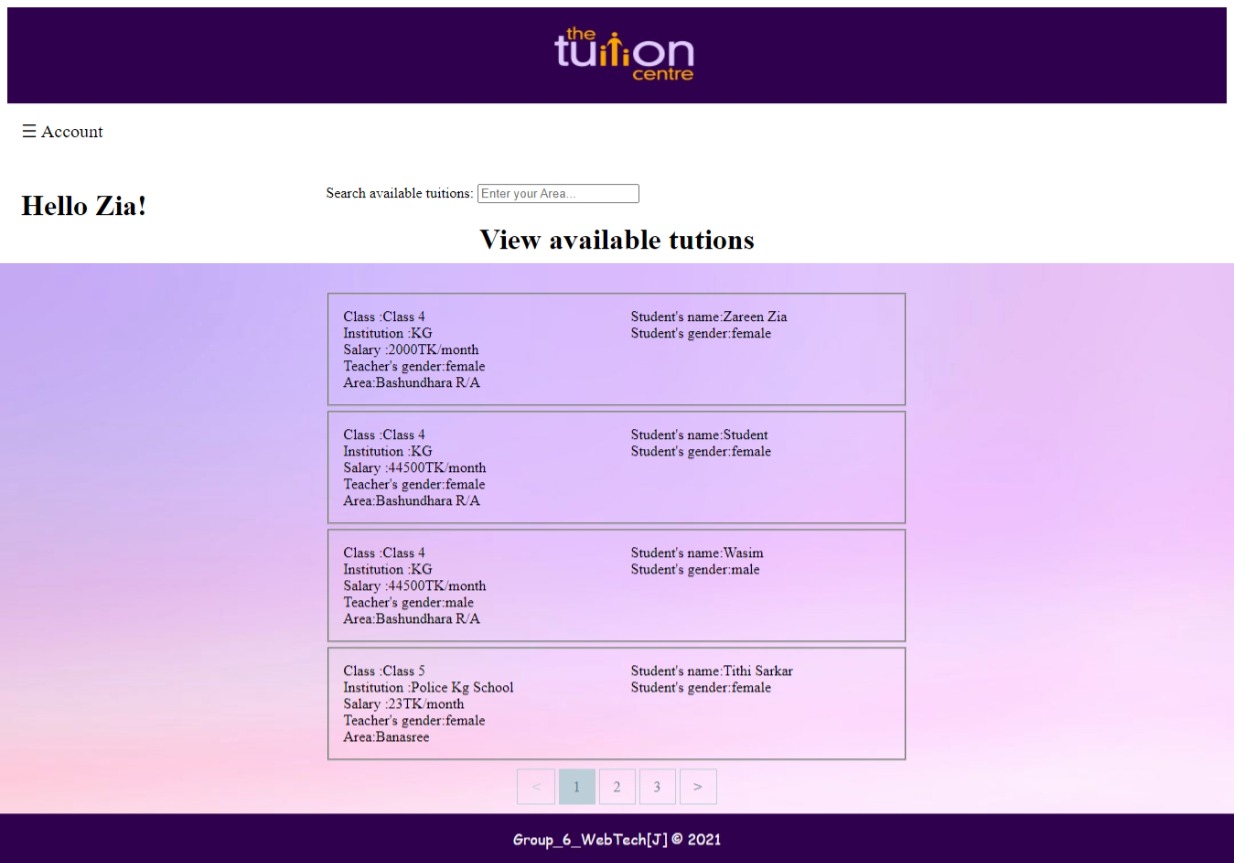 the
tuition
centre
☰ Account
Hello Zia!
Search available tuitions: Enter your Area...
View available tutions
Class :Class 4
Institution :KG
Salary :2000TK/month
Teacher's gender:female
Area:Bashundhara R/A
Student's name:Zareen Zia
Student's gender:female
Class :Class 4
Institution :KG
Salary :44500TK/month
Teacher's gender:female
Area:Bashundhara R/A
Student's name:Student
Student's gender:female
Class :Class 4
Institution :KG
Salary :44500TK/month
Teacher's gender:male
Area:Bashundhara R/A
Student's name:Wasim
Student's gender:male
Class :Class 5
Institution :Police Kg School
Salary :23TK/month
Teacher's gender:female
Area:Banasree
Student's name:Tithi Sarkar
Student's gender:female
< 1 2 3 >
Group_6_WebTech[J] © 2021